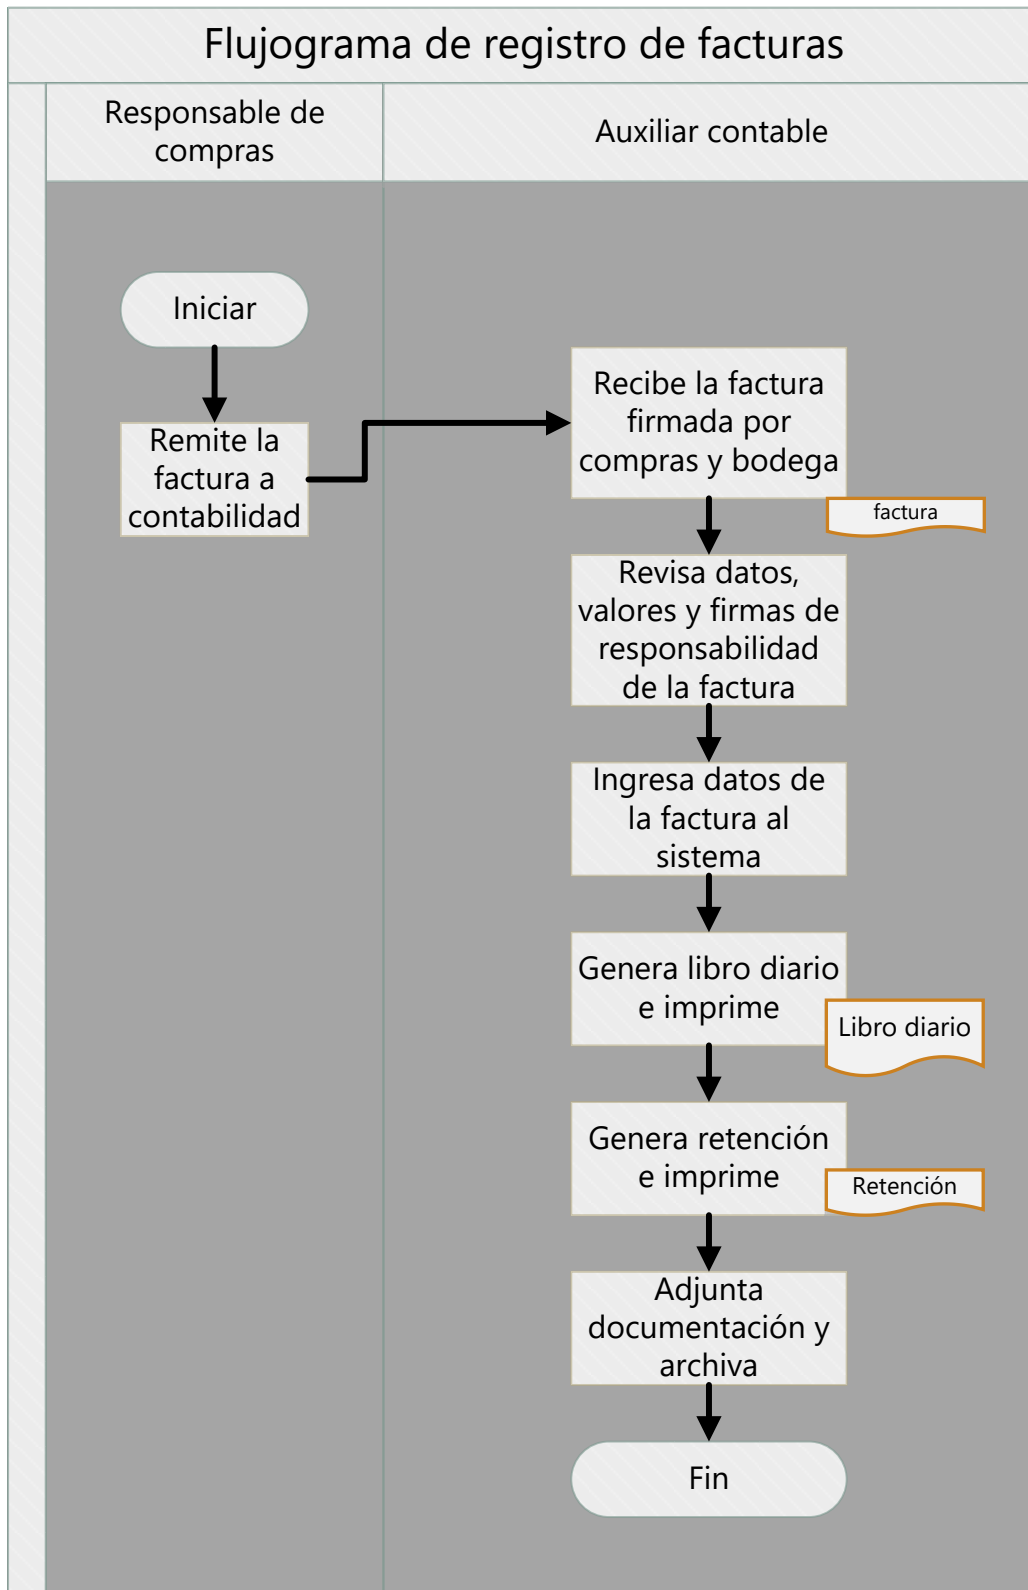 Flujograma de registro de facturas
Responsable de
compras
Auxiliar contable
Iniciar
Remite la
factura a
contabilidad
Recibe la factura
firmada por
compras y bodega
factura
Revisa datos,
valores y firmas de
responsabilidad
de la factura
Ingresa datos de
la factura al
sistema
Genera libro diario
e imprime
Libro diario
Genera retención
e imprime
Retención
Adjunta
documentación y
archiva
Fin